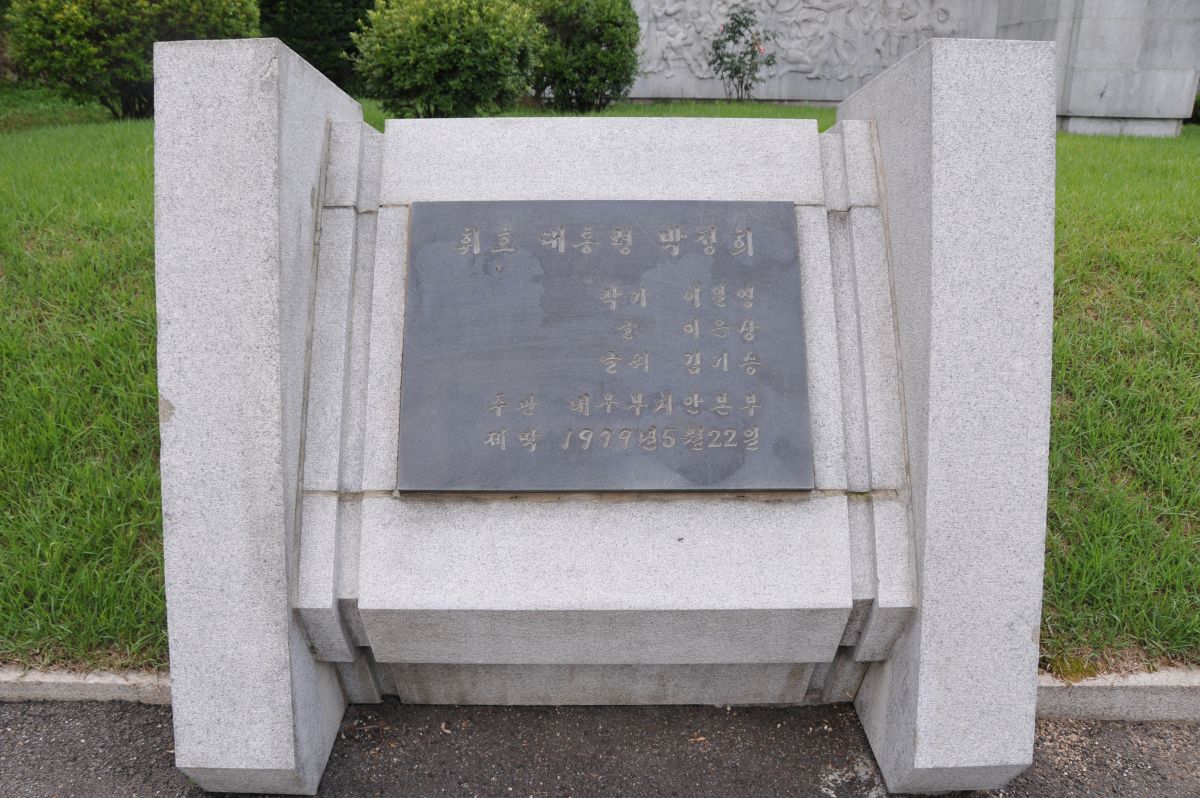 휘호 대통령 박정희
작가 이일영
글 이은상
글씨 김기승
주관 내무부치안본부
제막 1979년5월22일